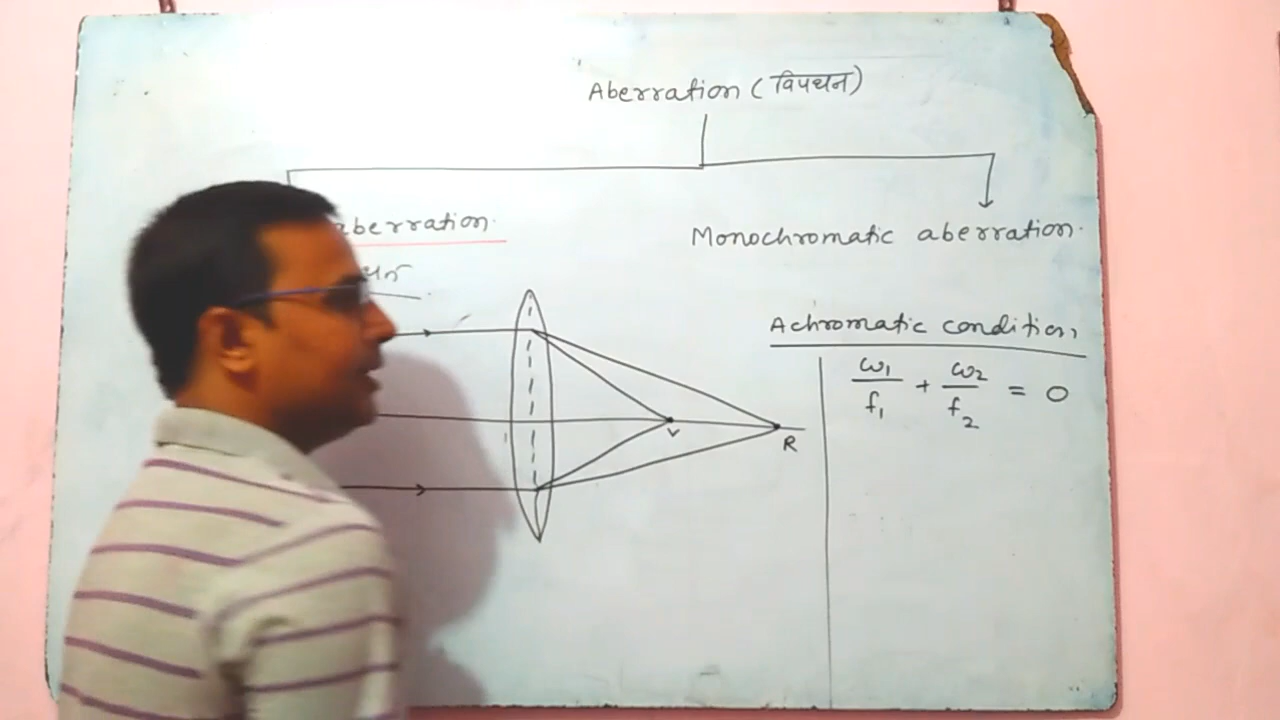 Aberration (विपथन)
aberration.
Monochromatic aberration.
Achromatic condition,
ω1/f1 + ω2/f2 = 0
V
R